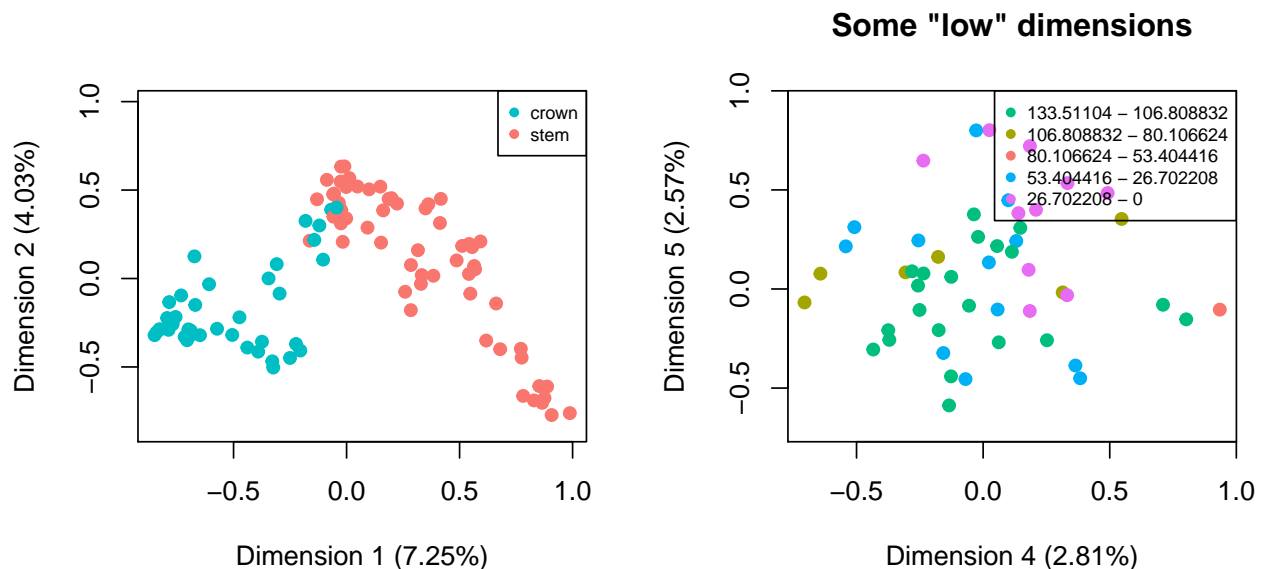 Some "low" dimensions
1.0
0.5
0.0
−0.5
Dimension 2 (4.03%)
crown
stem
−0.5
0.0
0.5
1.0
Dimension 1 (7.25%)
1.0
0.5
0.0
−0.5
Dimension 5 (2.57%)
133.51104 − 106.808832
106.808832 − 80.106624
80.106624 − 53.404416
53.404416 − 26.702208
26.702208 − 0
−0.5
0.0
0.5
1.0
Dimension 4 (2.81%)